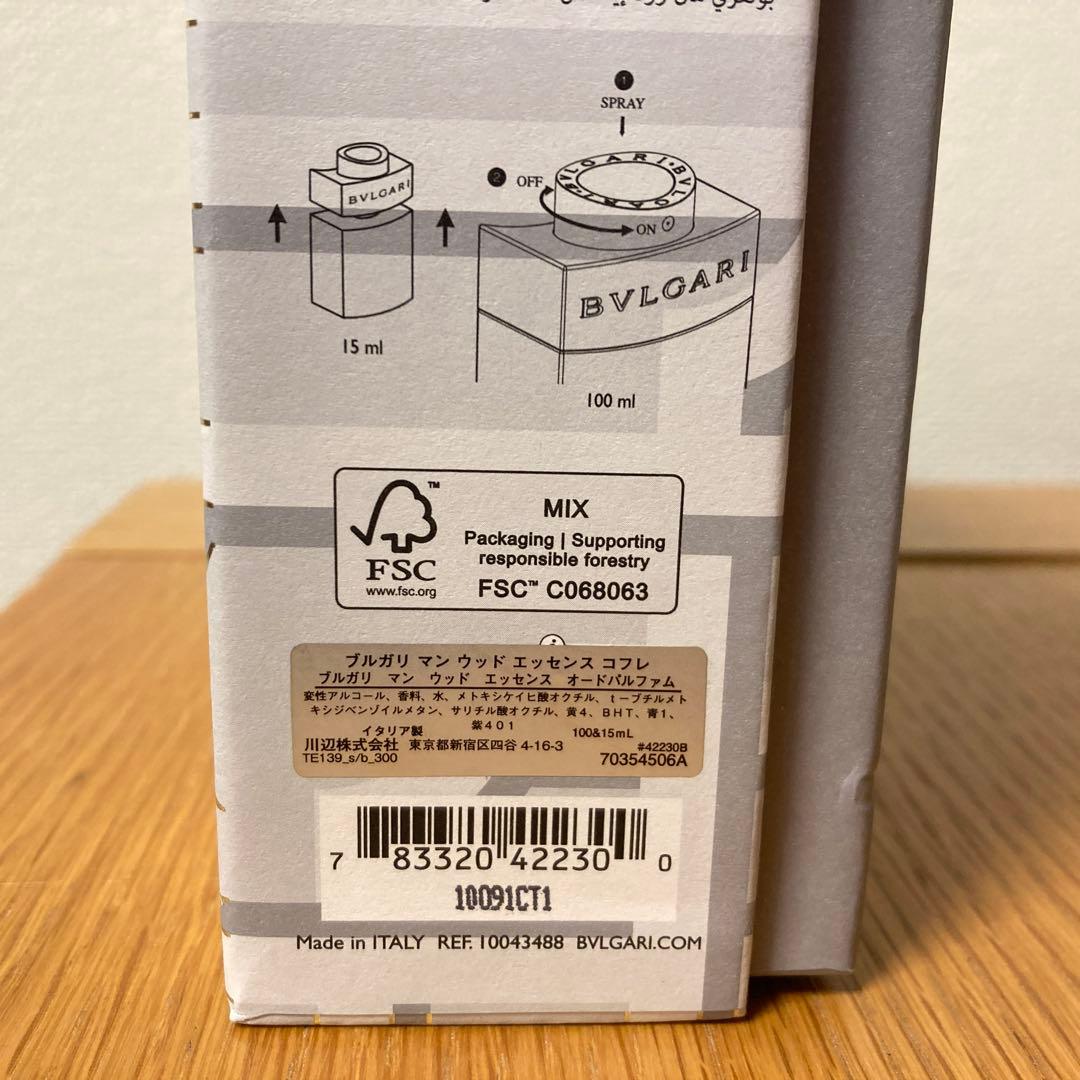 1
SPRAY
2 OFF
BVLGARI·BVLGARI
ON
BVLGARI
BVLGARI
15 ml
100 ml
FSC™
www.fsc.org
MIX
Packaging | Supporting
responsible forestry
FSC™ C068063
ブルガリ マン ウッド エッセンス コフレ
ブルガリ マン ウッド エッセンス オードパルファム
変性アルコール、香料、水、メトキシケイヒ酸オクチル、t－ブチルメト
キシジベンゾイルメタン、サリチル酸オクチル、黄4、BHT、青1、
紫401
イタリア製 100&15mL
川辺株式会社 東京都新宿区四谷 4-16-3 #42230B
TE139_s/b_300 70354506A
7 83320 42230 0
10091CT1
Made in ITALY REF. 10043488 BVLGARI.COM